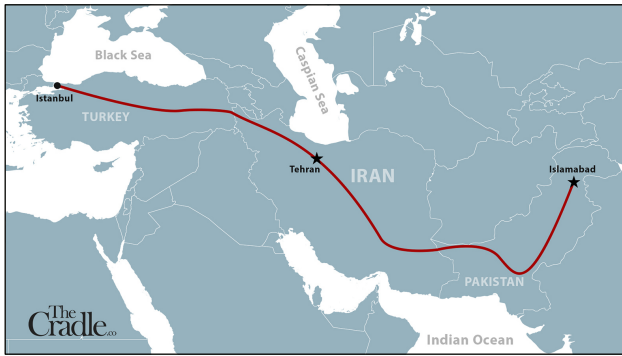 Black Sea
Caspian Sea
Istanbul
TURKEY
Tehran
IRAN
Islamabad
PAKISTAN
The
Cradle.co
Indian Ocean